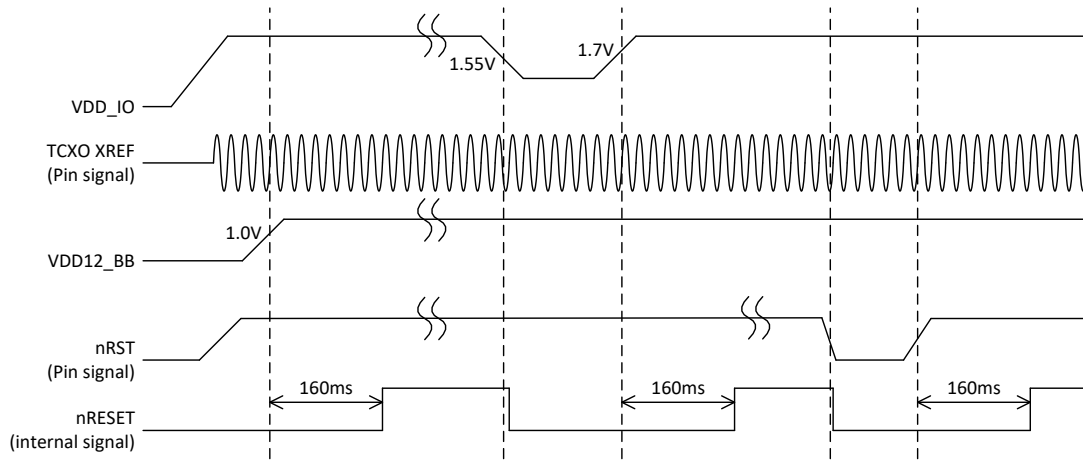 1.7V
1.55V
VDD_IO
TCXO XREF
(Pin signal)
1.0V
VDD12_BB
nRST
(Pin signal)
160ms
160ms
160ms
nRESET
(internal signal)